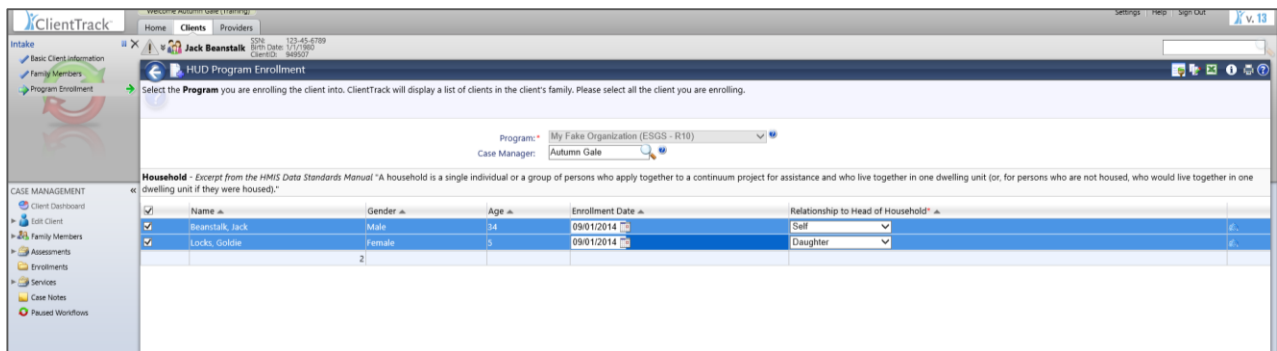 ClientTrack
Welcome Autumn Gale (Training)
Settings Help Sign Out
v. 13
Home Clients Providers
Intake
Jack Beanstalk
SSN: 123-45-6789
Birth Date: 1/1/1980
ClientID: 949507
Basic Client Information
Family Members
Program Enrollment
HUD Program Enrollment
Select the Program you are enrolling the client into. ClientTrack will display a list of clients in the client's family. Please select all the client you are enrolling.
Program:* My Fake Organization (ESGS - R10)
Case Manager: Autumn Gale
Household - Excerpt from the HMIS Data Standards Manual "A household is a single individual or a group of persons who apply together to a continuum project for assistance and who live together in one dwelling unit (or, for persons who are not housed, who would live together in one
dwelling unit if they were housed)."
Name Gender Age Enrollment Date Relationship to Head of Household*
Beanstalk, Jack Male 34 09/01/2014 Self
Locks, Goldie Female 5 09/01/2014 Daughter
2
CASE MANAGEMENT
Client Dashboard
Edit Client
Family Members
Assessments
Enrollments
Services
Case Notes
Paused Workflows